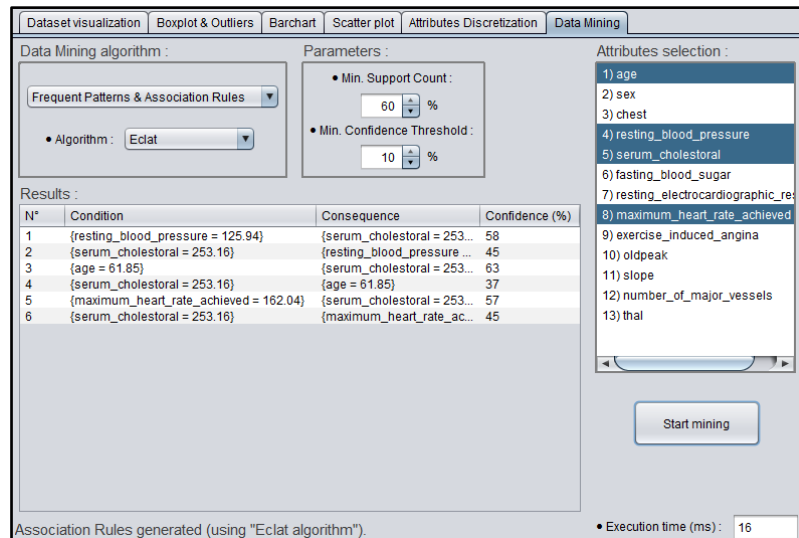 Dataset visualization Boxplot & Outliers Barchart Scatter plot Attributes Discretization Data Mining
Data Mining algorithm :
Frequent Patterns & Association Rules
• Algorithm : Eclat
Parameters :
• Min. Support Count :
60 %
• Min. Confidence Threshold :
10 %
Attributes selection :
1) age
2) sex
3) chest
4) resting_blood_pressure
5) serum_cholestoral
6) fasting_blood_sugar
7) resting_electrocardiographic_res
8) maximum_heart_rate_achieved
9) exercise_induced_angina
10) oldpeak
11) slope
12) number_of_major_vessels
13) thal
Results :
N° Condition Consequence Confidence (%)
1 {resting_blood_pressure = 125.94} {serum_cholestoral = 253... 58
2 {serum_cholestoral = 253.16} {resting_blood_pressure ... 45
3 {age = 61.85} {serum_cholestoral = 253... 63
4 {serum_cholestoral = 253.16} {age = 61.85} 37
5 {maximum_heart_rate_achieved = 162.04} {serum_cholestoral = 253... 57
6 {serum_cholestoral = 253.16} {maximum_heart_rate_ac... 45
Start mining
Association Rules generated (using "Eclat algorithm").
• Execution time (ms) : 16